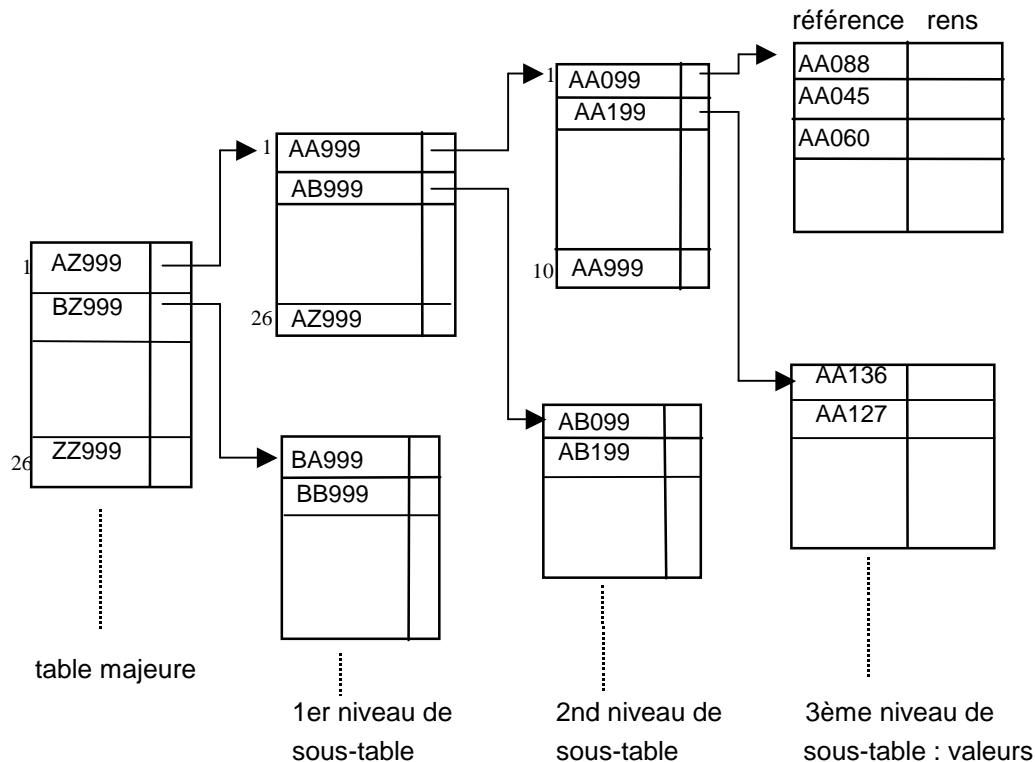 référence rens
AA088
AA045
AA060
1 AA099
AA199
10 AA999
1 AA999
AB999
26 AZ999
1 AZ999
BZ999
26 ZZ999
BA999
BB999
AB099
AB199
AA136
AA127
table majeure
1er niveau de
sous-table
2nd niveau de
sous-table
3ème niveau de
sous-table : valeurs